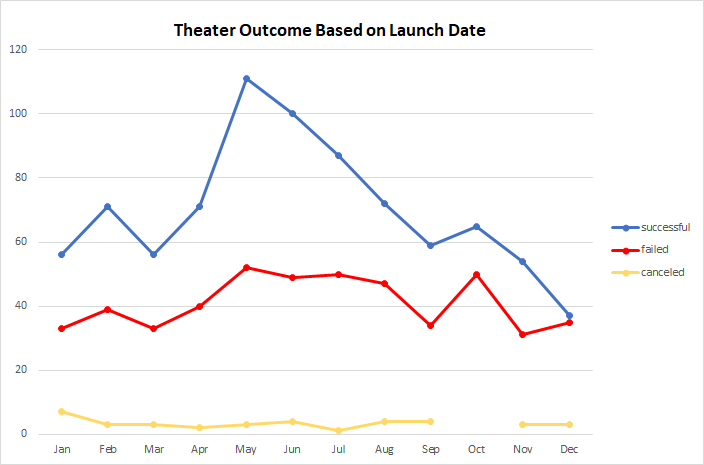 Theater Outcome Based on Launch Date
120
100
80
60
40
20
0
Jan Feb Mar Apr May Jun Jul Aug Sep Oct Nov Dec
successful
failed
canceled